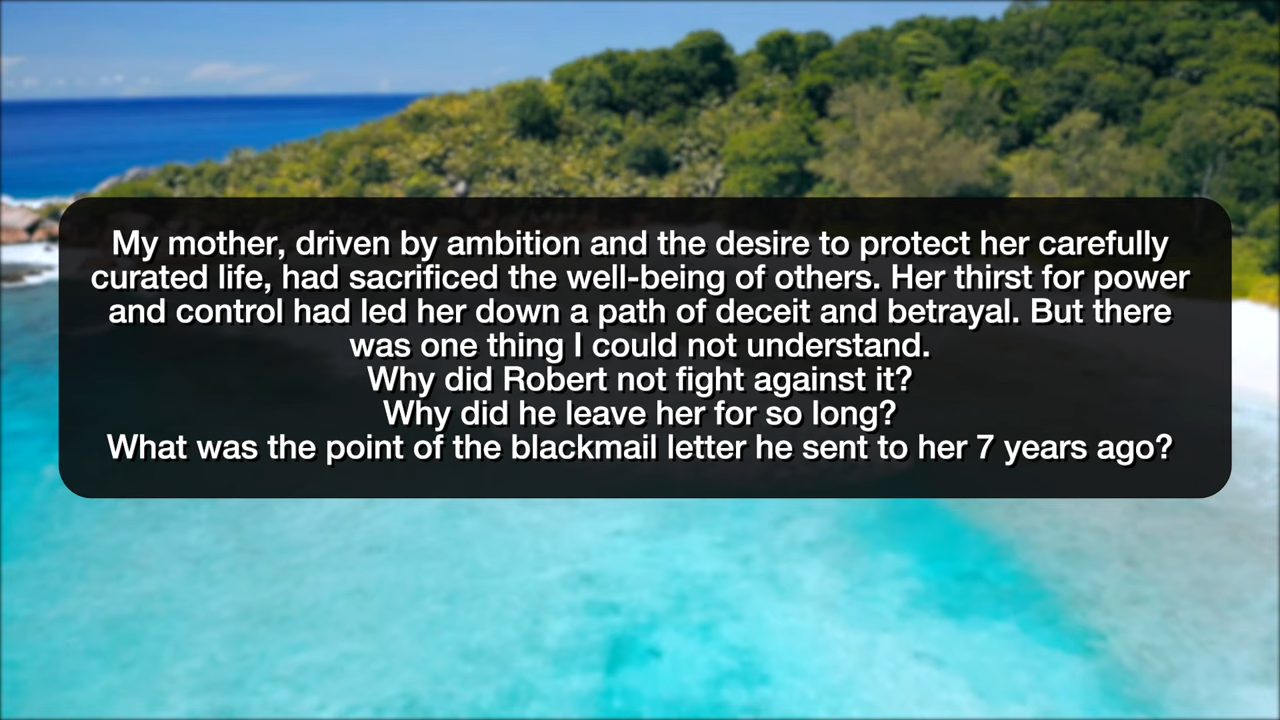 My mother, driven by ambition and the desire to protect her carefully
curated life, had sacrificed the well-being of others. Her thirst for power
and control had led her down a path of deceit and betrayal. But there
was one thing I could not understand.
Why did Robert not fight against it?
Why did he leave her for so long?
What was the point of the blackmail letter he sent to her 7 years ago?